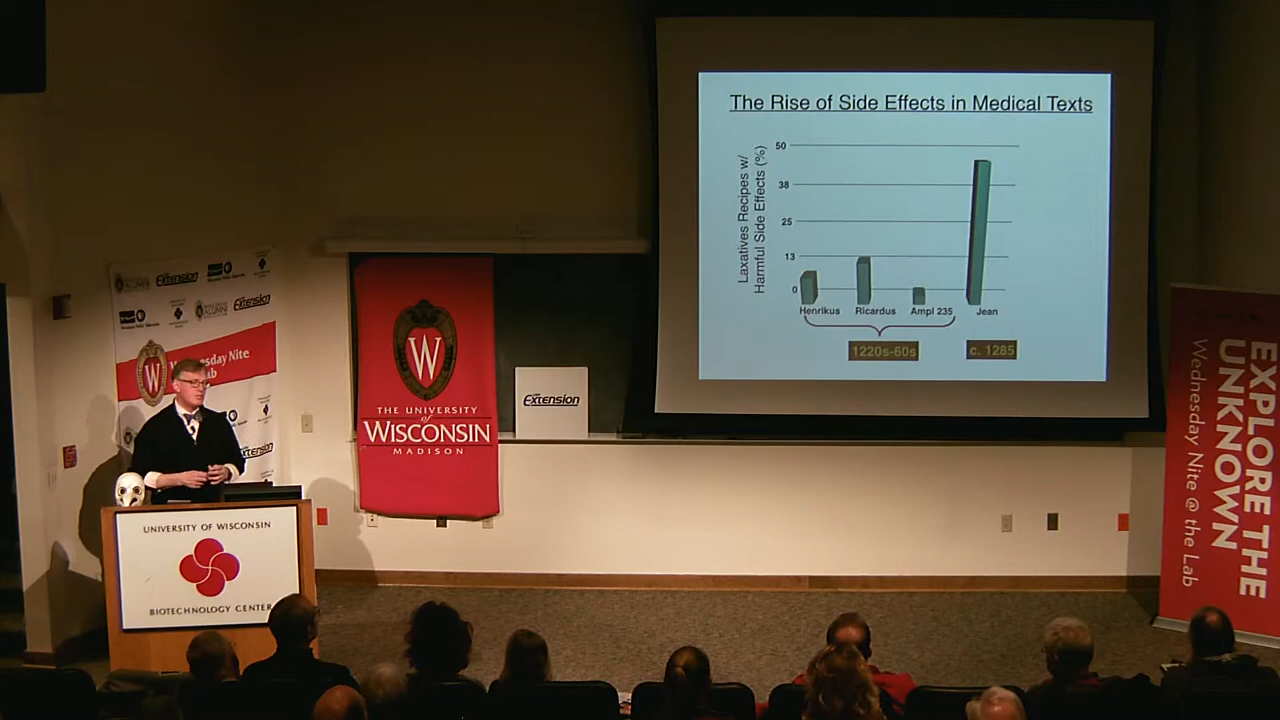 The Rise of Side Effects in Medical Texts
Laxatives Recipes w/
Harmful Side Effects (%)
50
38
25
13
0
Henrikus
Ricardus
Ampl 235
Jean
1220s-60s
c. 1285
Extension
Extension
Wednesday Nite
Lab
Extension
W
THE UNIVERSITY
of
WISCONSIN
MADISON
Extension
UNIVERSITY OF WISCONSIN
BIOTECHNOLOGY CENTER
EXPLORE THE
UNKNOWN
Wednesday Nite @ the Lab